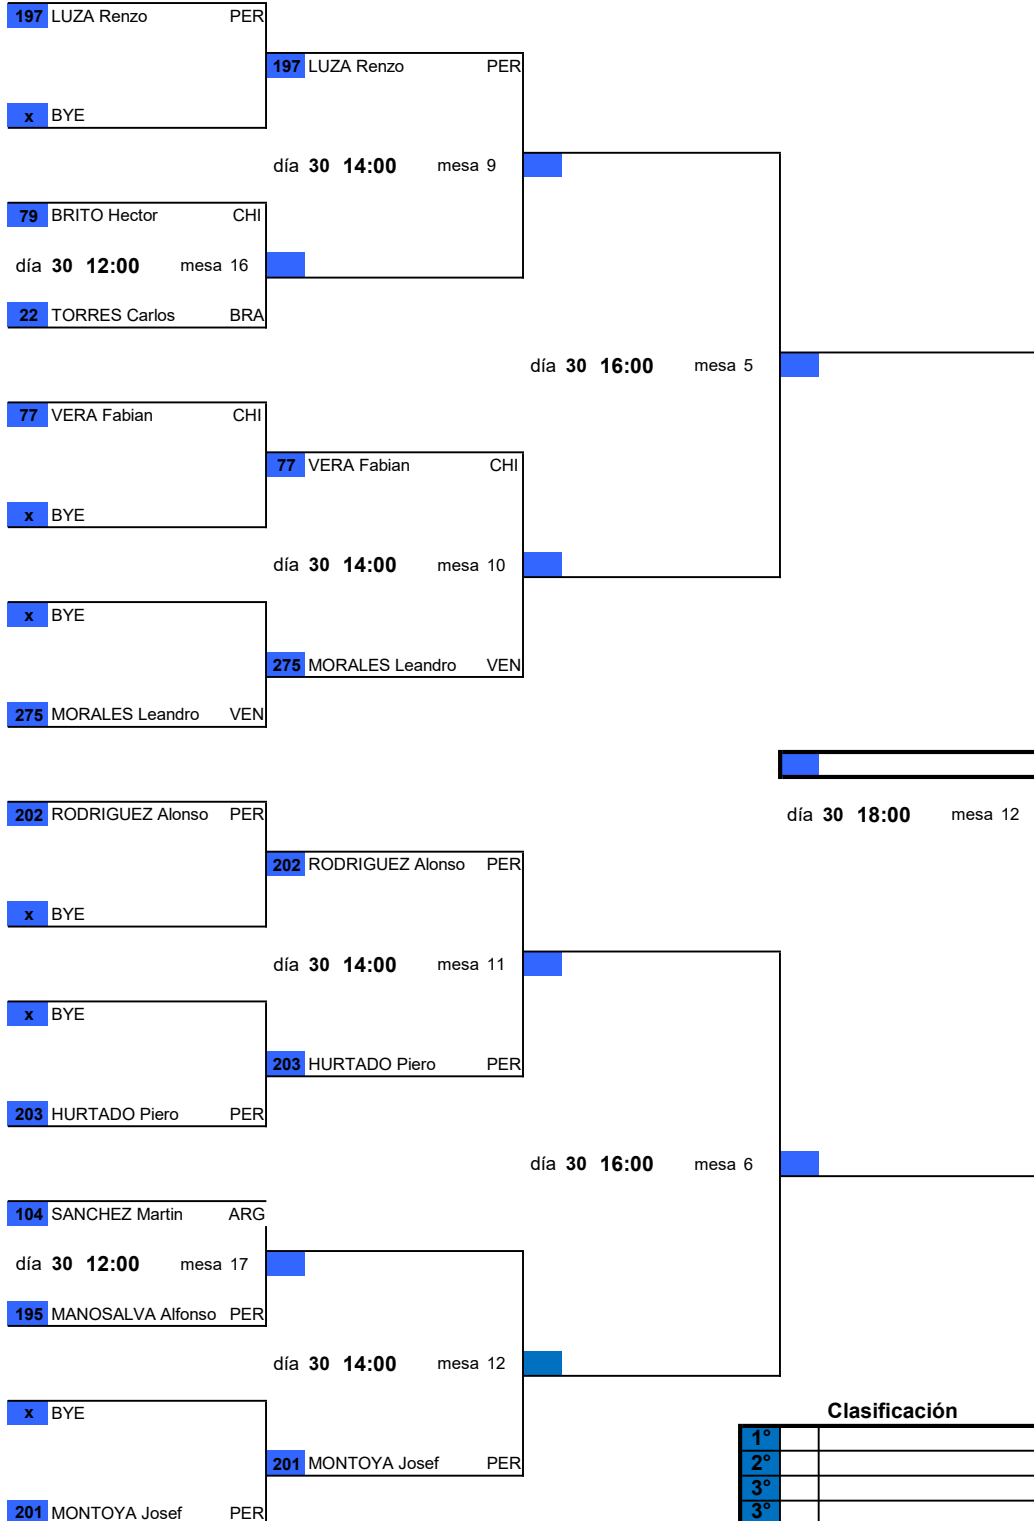 197 LUZA Renzo PER
197 LUZA Renzo PER
x BYE
día 30 14:00 mesa 9
79 BRITO Hector CHI
día 30 12:00 mesa 16
22 TORRES Carlos BRA
día 30 16:00 mesa 5
77 VERA Fabian CHI
77 VERA Fabian CHI
x BYE
día 30 14:00 mesa 10
x BYE
275 MORALES Leandro VEN
275 MORALES Leandro VEN
202 RODRIGUEZ Alonso PER
día 30 18:00 mesa 12
202 RODRIGUEZ Alonso PER
x BYE
día 30 14:00 mesa 11
x BYE
203 HURTADO Piero PER
203 HURTADO Piero PER
día 30 16:00 mesa 6
104 SANCHEZ Martin ARG
día 30 12:00 mesa 17
195 MANOSALVA Alfonso PER
día 30 14:00 mesa 12
x BYE
Clasificación
1°
201 MONTOYA Josef PER
2°
3°
201 MONTOYA Josef PER
3°